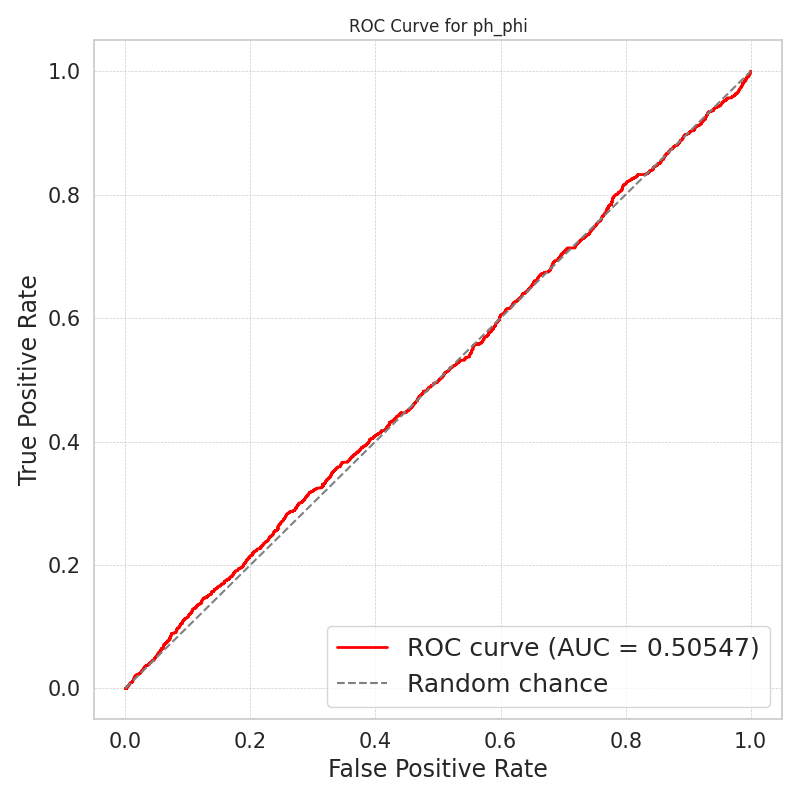 ROC Curve for ph_phi
True Positive Rate
1.0
0.8
0.6
0.4
0.2
0.0
ROC curve (AUC = 0.50547)
Random chance
0.0 0.2 0.4 0.6 0.8 1.0
False Positive Rate